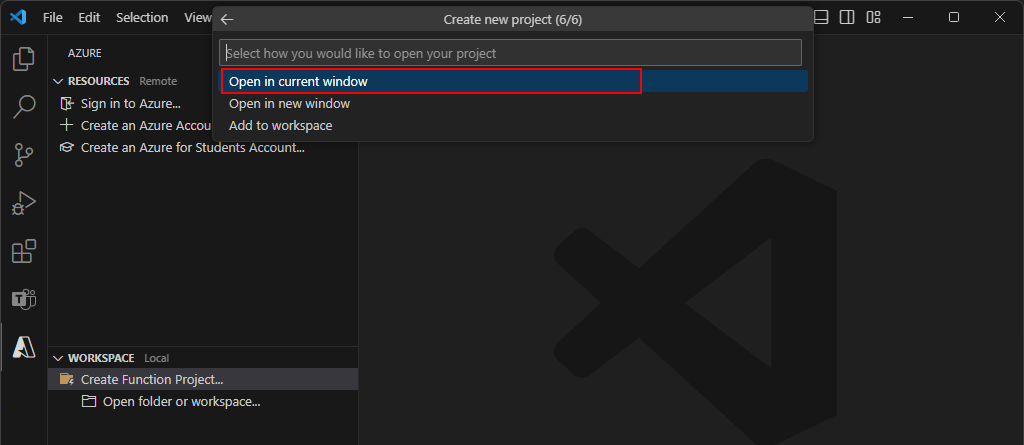 File Edit Selection View
Create new project (6/6)
Select how you would like to open your project
Open in current window
Open in new window
Add to workspace
AZURE
RESOURCES Remote
Sign in to Azure...
Create an Azure Accou
Create an Azure for Students Account...
WORKSPACE Local
Create Function Project...
Open folder or workspace...